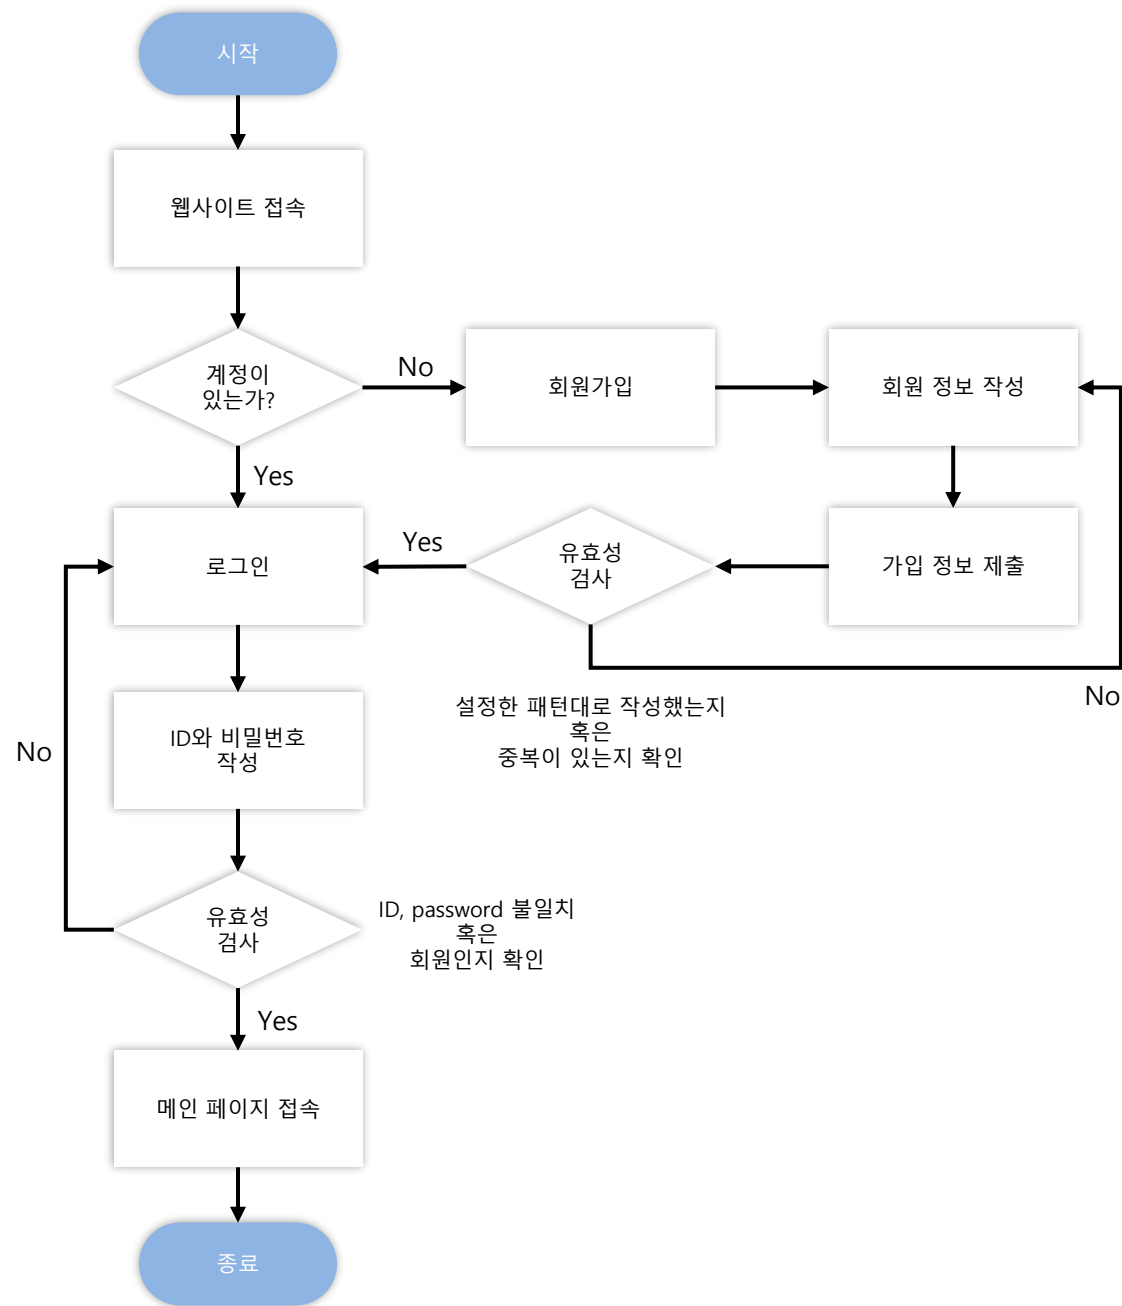 시작
웹사이트 접속
계정이
있는가?
No
회원가입
회원 정보 작성
Yes
로그인
Yes
유효성
검사
가입 정보 제출
No
설정한 패턴대로 작성했는지
혹은
중복이 있는지 확인
ID와 비밀번호
작성
No
유효성
검사
ID, password 불일치
혹은
회원인지 확인
Yes
메인 페이지 접속
종료